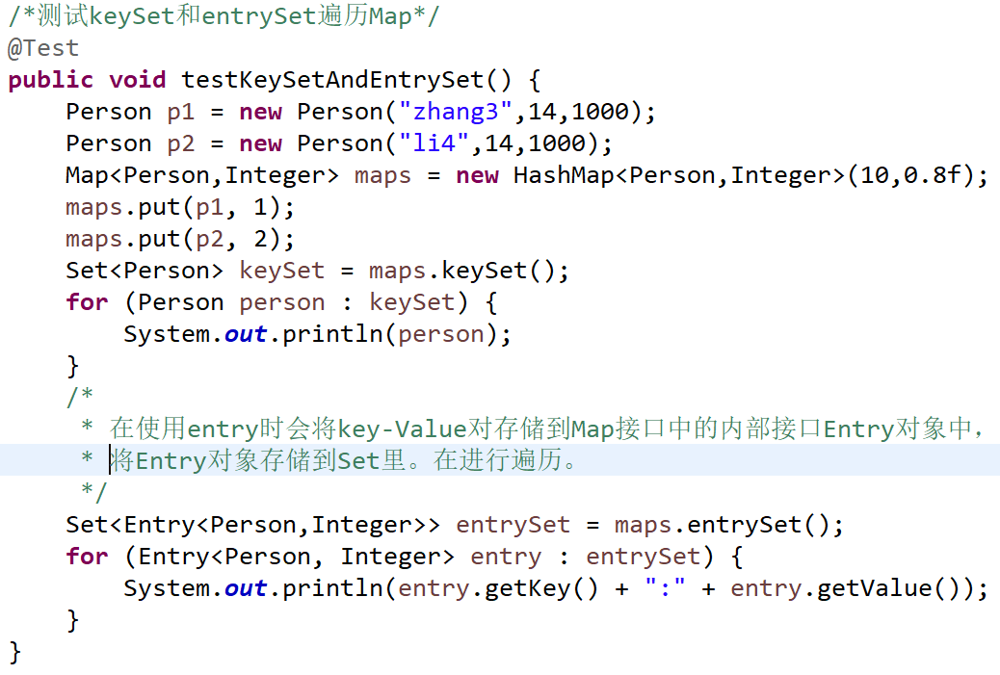 /*测试keySet和entrySet遍历Map*/
@Test
public void testKeySetAndEntrySet() {
    Person p1 = new Person("zhang3",14,1000);
    Person p2 = new Person("li4",14,1000);
    Map<Person,Integer> maps = new HashMap<Person,Integer>(10,0.8f);
    maps.put(p1, 1);
    maps.put(p2, 2);
    Set<Person> keySet = maps.keySet();
    for (Person person : keySet) {
        System.out.println(person);
    }
    /*
     * 在使用entry时会将key-Value对存储到Map接口中的内部接口Entry对象中，
     * 将Entry对象存储到Set里。在进行遍历。
     */
    Set<Entry<Person,Integer>> entrySet = maps.entrySet();
    for (Entry<Person, Integer> entry : entrySet) {
        System.out.println(entry.getKey() + ":" + entry.getValue());
    }
}